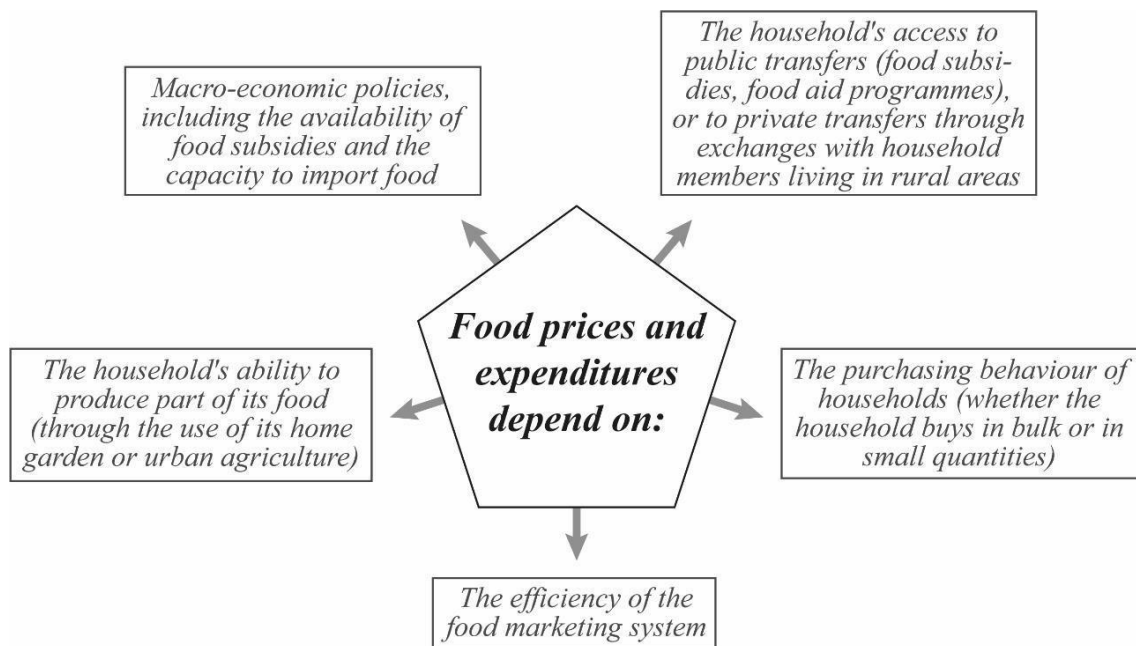 Macro-economic policies,
including the availability of
food subsidies and the
capacity to import food
The household's access to
public transfers (food subsi-
dies, food aid programmes),
or to private transfers through
exchanges with household
members living in rural areas
Food prices and
expenditures
depend on:
The household's ability to
produce part of its food
(through the use of its home
garden or urban agriculture)
The purchasing behaviour of
households (whether the
household buys in bulk or in
small quantities)
The efficiency of the
food marketing system